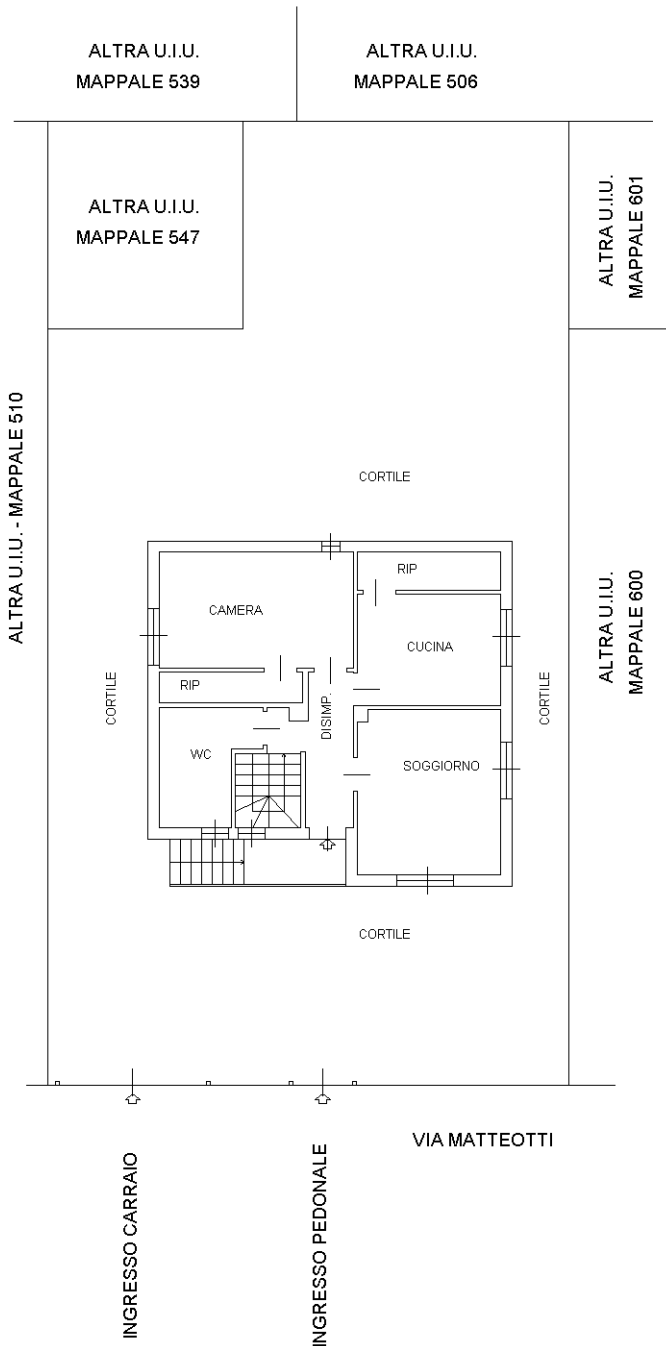 ALTRA U.I.U.
MAPPALE 539
ALTRA U.I.U.
MAPPALE 506
ALTRA U.I.U.
MAPPALE 547
ALTRA U.I.U.
MAPPALE 601
ALTRA U.I.U. - MAPPALE 510
CORTILE
RIP
CAMERA
CUCINA
ALTRA U.I.U.
MAPPALE 600
RIP
CORTILE
DISIMP.
CORTILE
WC
SOGGIORNO
CORTILE
VIA MATTEOTTI
INGRESSO CARRAIO
INGRESSO PEDONALE